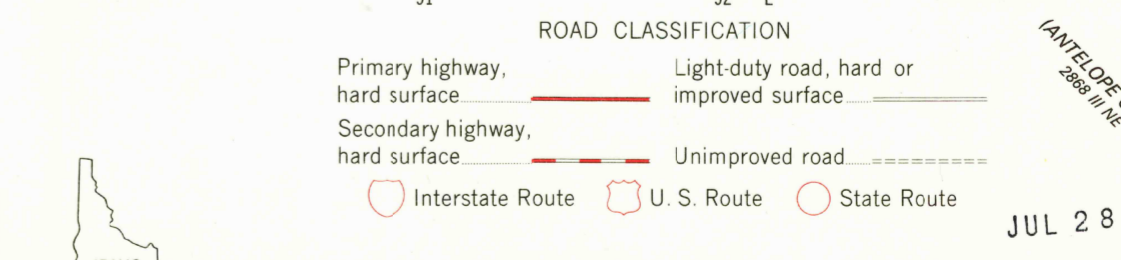 ROAD CLASSIFICATION
Primary highway,
hard surface
Light-duty road, hard or
improved surface
Secondary highway,
hard surface
Unimproved road
Interstate Route
U. S. Route
State Route
(ANTELOPE
2868 III NE
JUL 28